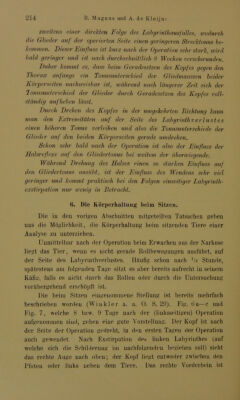 214 R. Magnus und A. de Kleijn:
zweitens einer direkten Folge des Labyrinthausfalles, wodurch
die Glieder auf der operierten Seite einen geringeren Strecktonus be-
kommen. Dieser Einfluss ist kurz nach der Operation sehr stark, wird
bald geringer und ist nach durchschnittlich 8 Wochen verschwunden.
Daher kommt es, dass beim Geradsetzen des Kopfes gegen den
Thorax anfangs ein Tonusunterschied der Gliedmaassen beider
Körperseiten nachweisbar ist, während nach längerer Zeit sich der
Tonusunterschied der Glieder durch Geradsetzen des Kopfes voll-
ständig aufheben lässt.
Durch Drehen des Kopfes in der umgekehrten Richtung kann
man den Extremitäten auf der Seite des Labyrinthverlustes
einen höheren Tonus verleihen und also die Tonusunterschiede der
Glieder auf den beiden Körperseiten gerade umdrehen.
Schon sehr bald nach der Operation ist also der Einfluss der
Halsreflexe auf den Gliedertonus bei weitem der überwiegende.
Während Drehung des Halses einen so starken Einfluss auf
den Gliedertonus ausübt, ist der Einfluss des Wendens sehr viel
geringer und kommt praktisch bei den Folgen einseitiger Labyrinth-
exstirpation nur wenig in Betracht.
6. Die Körperhaltung beim Sitzen.
Die in den vorigen Abschnitten mitgeteilten Tatsachen geben
uns die Möglichkeit, die Körperhaltung beim sitzenden Tiere einer
Analyse zu unterziehen.
Unmittelbar nach der Operation beim Erwachen aus der Narkose
liegt das Tier, wenn es nicht gerade Rollbewegungen ausführt, auf
der Seite des Labyrinthverlustes. Häufig schon nach ½ Stunde,
spätestens am folgenden Tage sitzt es aber bereits aufrecht in seinem
Käfig, falls es nicht durch das Rollen oder durch die Untersuchung
vorübergehend erschöpft ist.
Die beim Sitzen eingenommene Stellung ist bereits mehrfach
beschrieben worden (Winkler a. a. O. 8, 29). Fig. 6a—c und
Fig. 7, welche 8 bzw. 9 Tage nach der (linksseitigen) Operation
aufgenommen sind, geben eine gute Vorstellung. Der Kopf ist nach
der Seite der Operation gedreht, in den ersten Tagen der Operation
auch gewendet. Nach Exstirpation des linken Labyrinthes (auf
welche sich die Schilderung im nachfolgenden beziehen soll) sieht
das rechte Auge nach oben; der Kopf liegt entweder zwischen den
Pfoten oder links neben dem Tiere. Das rechte Vorderbein ist